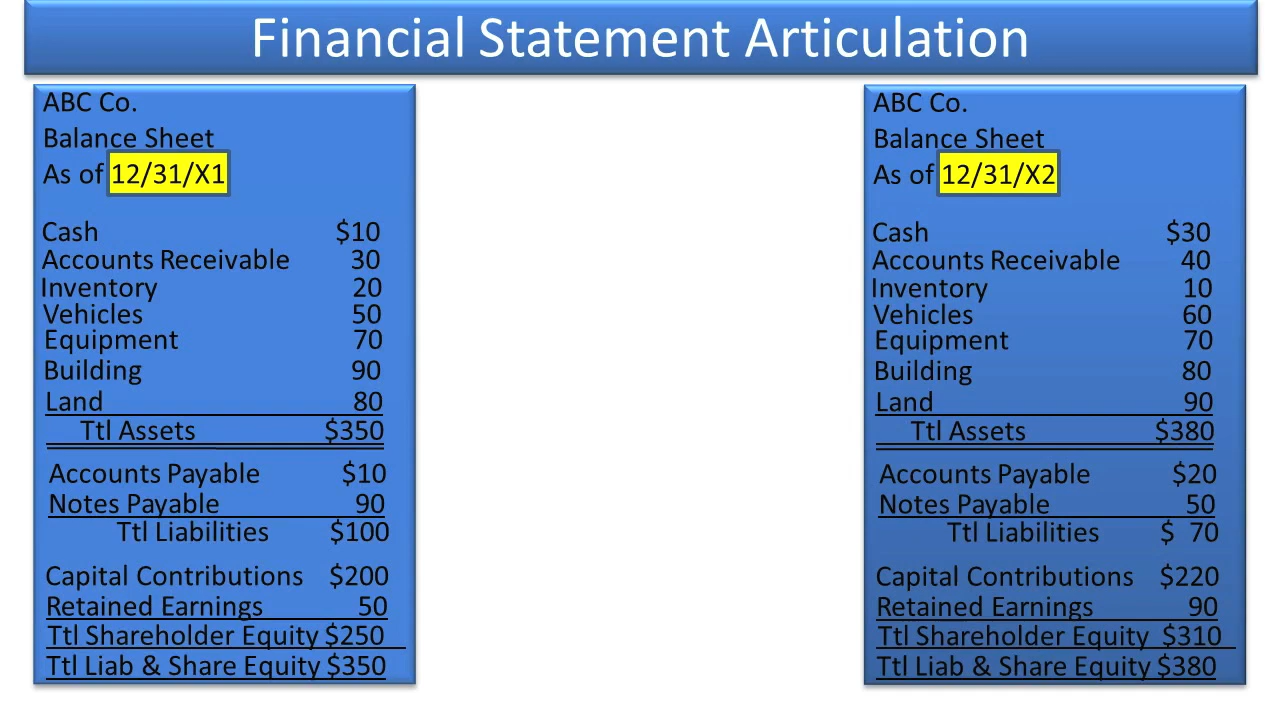 Financial Statement Articulation
ABC Co.
Balance Sheet
As of 12/31/X1
Cash $10
Accounts Receivable 30
Inventory 20
Vehicles 50
Equipment 70
Building 90
Land 80
Ttl Assets $350
Accounts Payable $10
Notes Payable 90
Ttl Liabilities $100
Capital Contributions $200
Retained Earnings 50
Ttl Shareholder Equity $250
Ttl Liab & Share Equity $350
ABC Co.
Balance Sheet
As of 12/31/X2
Cash $30
Accounts Receivable 40
Inventory 10
Vehicles 60
Equipment 70
Building 80
Land 90
Ttl Assets $380
Accounts Payable $20
Notes Payable 50
Ttl Liabilities $ 70
Capital Contributions $220
Retained Earnings 90
Ttl Shareholder Equity $310
Ttl Liab & Share Equity $380